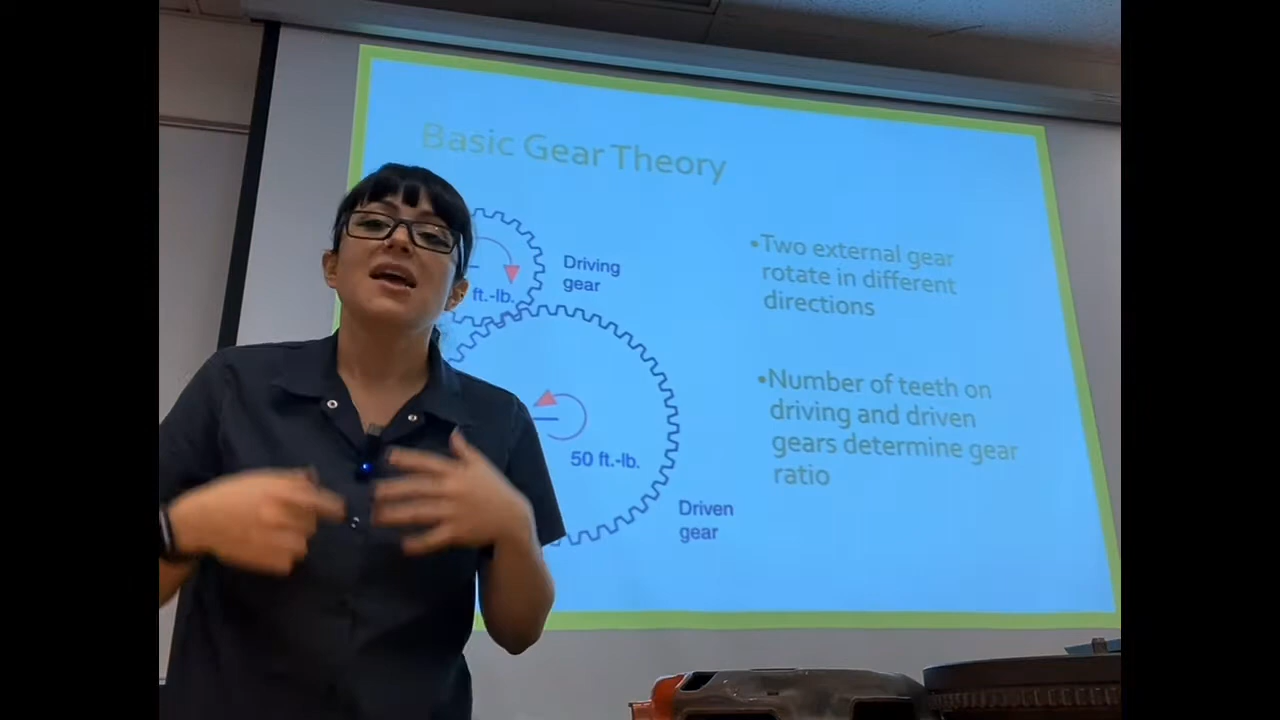 Basic Gear Theory
Driving
gear
ft.-lb.
50 ft.-lb.
Driven
gear
•Two external gear
rotate in different
directions
•Number of teeth on
driving and driven
gears determine gear
ratio